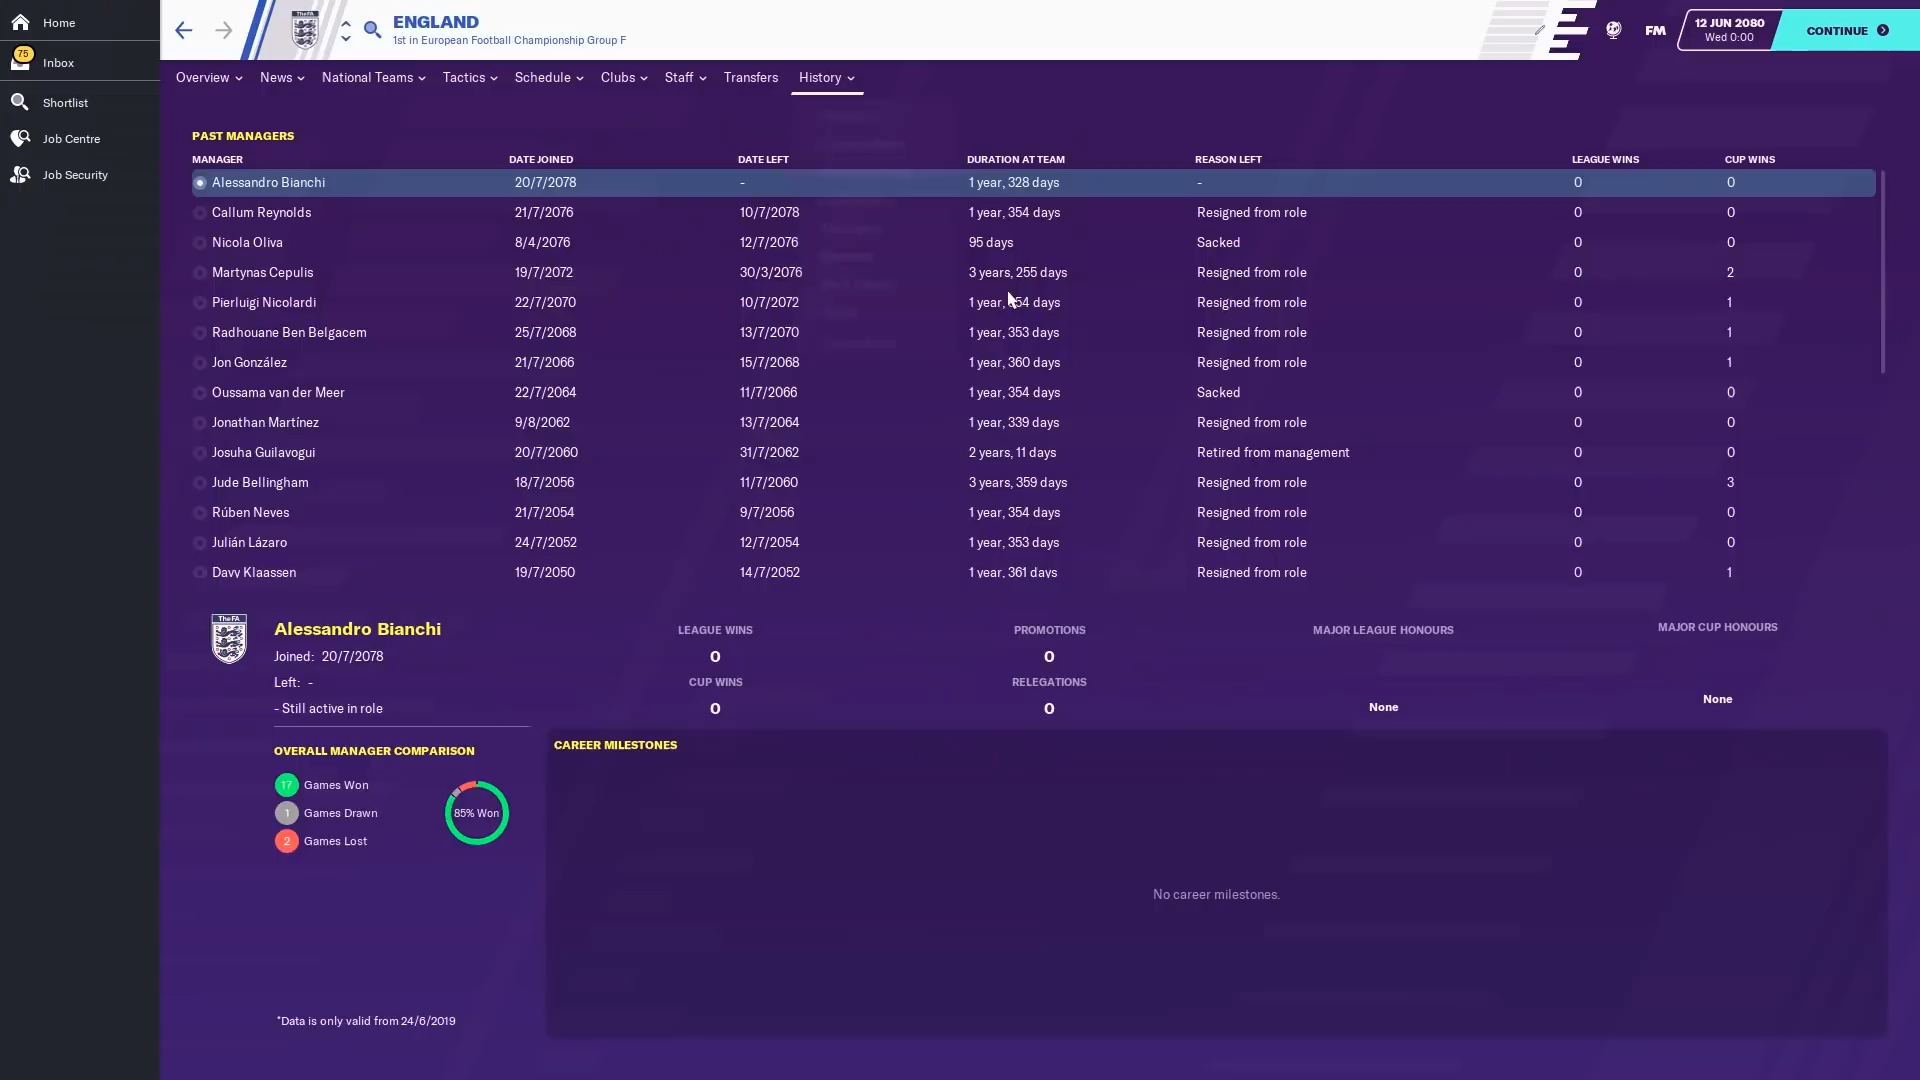 Home
75
Inbox
Shortlist
Job Centre
Job Security
The FA
ENGLAND
1st in European Football Championship Group F
FM
12 JUN 2080
Wed 0:00
CONTINUE
Overview News National Teams Tactics Schedule Clubs Staff Transfers History
PAST MANAGERS
MANAGER DATE JOINED DATE LEFT DURATION AT TEAM REASON LEFT LEAGUE WINS CUP WINS
Alessandro Bianchi 20/7/2078 - 1 year, 328 days - 0 0
Callum Reynolds 21/7/2076 10/7/2078 1 year, 354 days Resigned from role 0 0
Nicola Oliva 8/4/2076 12/7/2076 95 days Sacked 0 0
Martynas Cepulis 19/7/2072 30/3/2076 3 years, 255 days Resigned from role 0 2
Pierluigi Nicolardi 22/7/2070 10/7/2072 1 year, 54 days Resigned from role 0 1
Radhouane Ben Belgacem 25/7/2068 13/7/2070 1 year, 353 days Resigned from role 0 1
Jon González 21/7/2066 15/7/2068 1 year, 360 days Resigned from role 0 1
Oussama van der Meer 22/7/2064 11/7/2066 1 year, 354 days Sacked 0 0
Jonathan Martínez 9/8/2062 13/7/2064 1 year, 339 days Resigned from role 0 0
Josuha Guilavogui 20/7/2060 31/7/2062 2 years, 11 days Retired from management 0 0
Jude Bellingham 18/7/2056 11/7/2060 3 years, 359 days Resigned from role 0 3
Rúben Neves 21/7/2054 9/7/2056 1 year, 354 days Resigned from role 0 0
Julián Lázaro 24/7/2052 12/7/2054 1 year, 353 days Resigned from role 0 0
Davy Klaassen 19/7/2050 14/7/2052 1 year, 361 days Resigned from role 0 1
The FA
Alessandro Bianchi
Joined: 20/7/2078
Left: -
- Still active in role
LEAGUE WINS
0
CUP WINS
0
PROMOTIONS
0
RELEGATIONS
0
MAJOR LEAGUE HONOURS
None
MAJOR CUP HONOURS
None
OVERALL MANAGER COMPARISON
17 Games Won
1 Games Drawn
2 Games Lost
85% Won
CAREER MILESTONES
No career milestones.
*Data is only valid from 24/6/2019